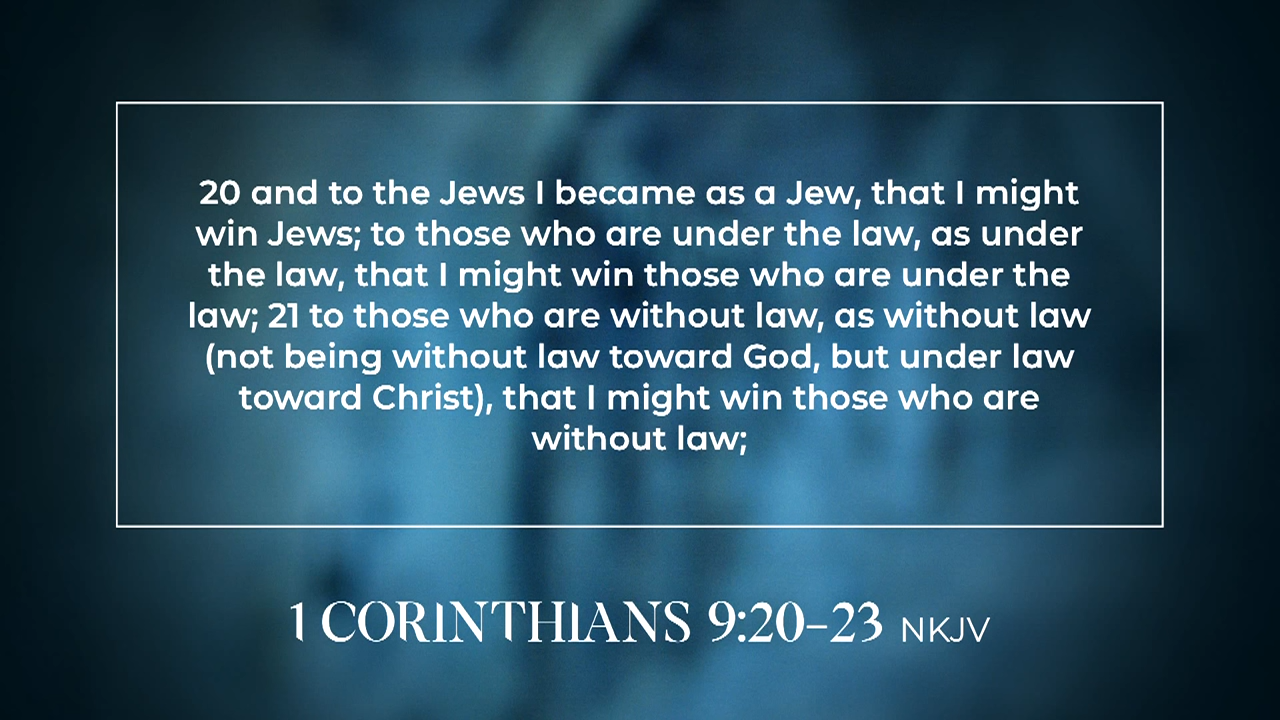 20 and to the Jews I became as a Jew, that I might
win Jews; to those who are under the law, as under
the law, that I might win those who are under the
law; 21 to those who are without law, as without law
(not being without law toward God, but under law
toward Christ), that I might win those who are
without law;
1 CORINTHIANS 9:20-23 NKJV